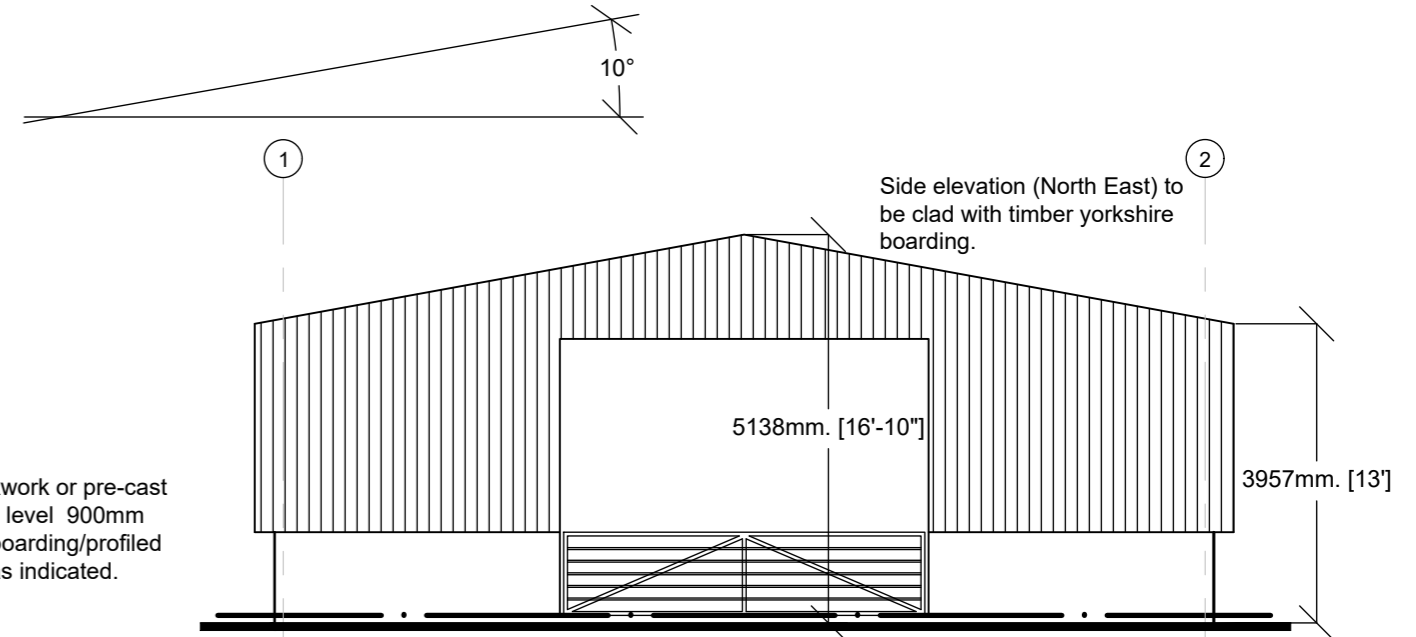 10°
1
2
Side elevation (North East) to
be clad with timber yorkshire
boarding.
5138mm. [16'-10"]
3957mm. [13']
work or pre-cast
level 900mm
oarding/profiled
s indicated.